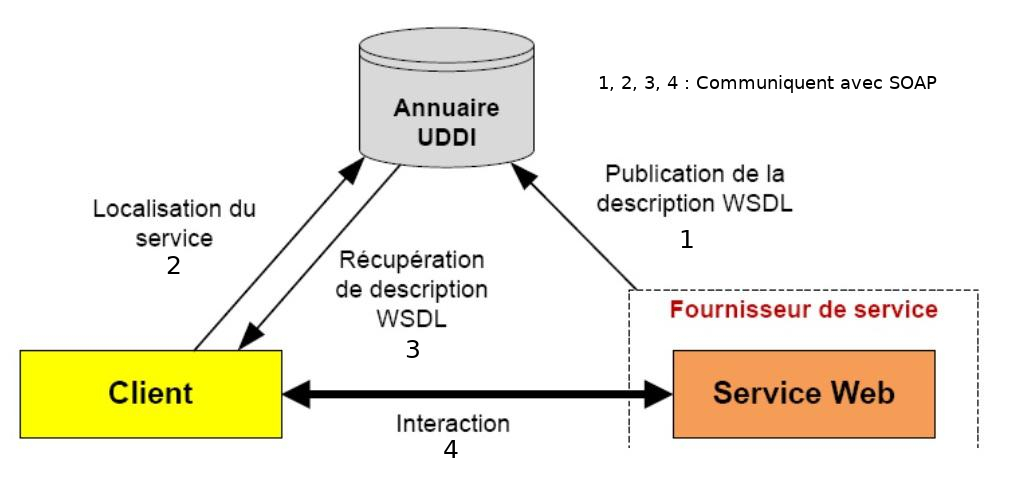 Annuaire
UDDI
1, 2, 3, 4 : Communiquent avec SOAP
Publication de la
description WSDL
1
Localisation du
service
2
Récupération
de description
WSDL
3
Fournisseur de service
Client
Service Web
Interaction
4